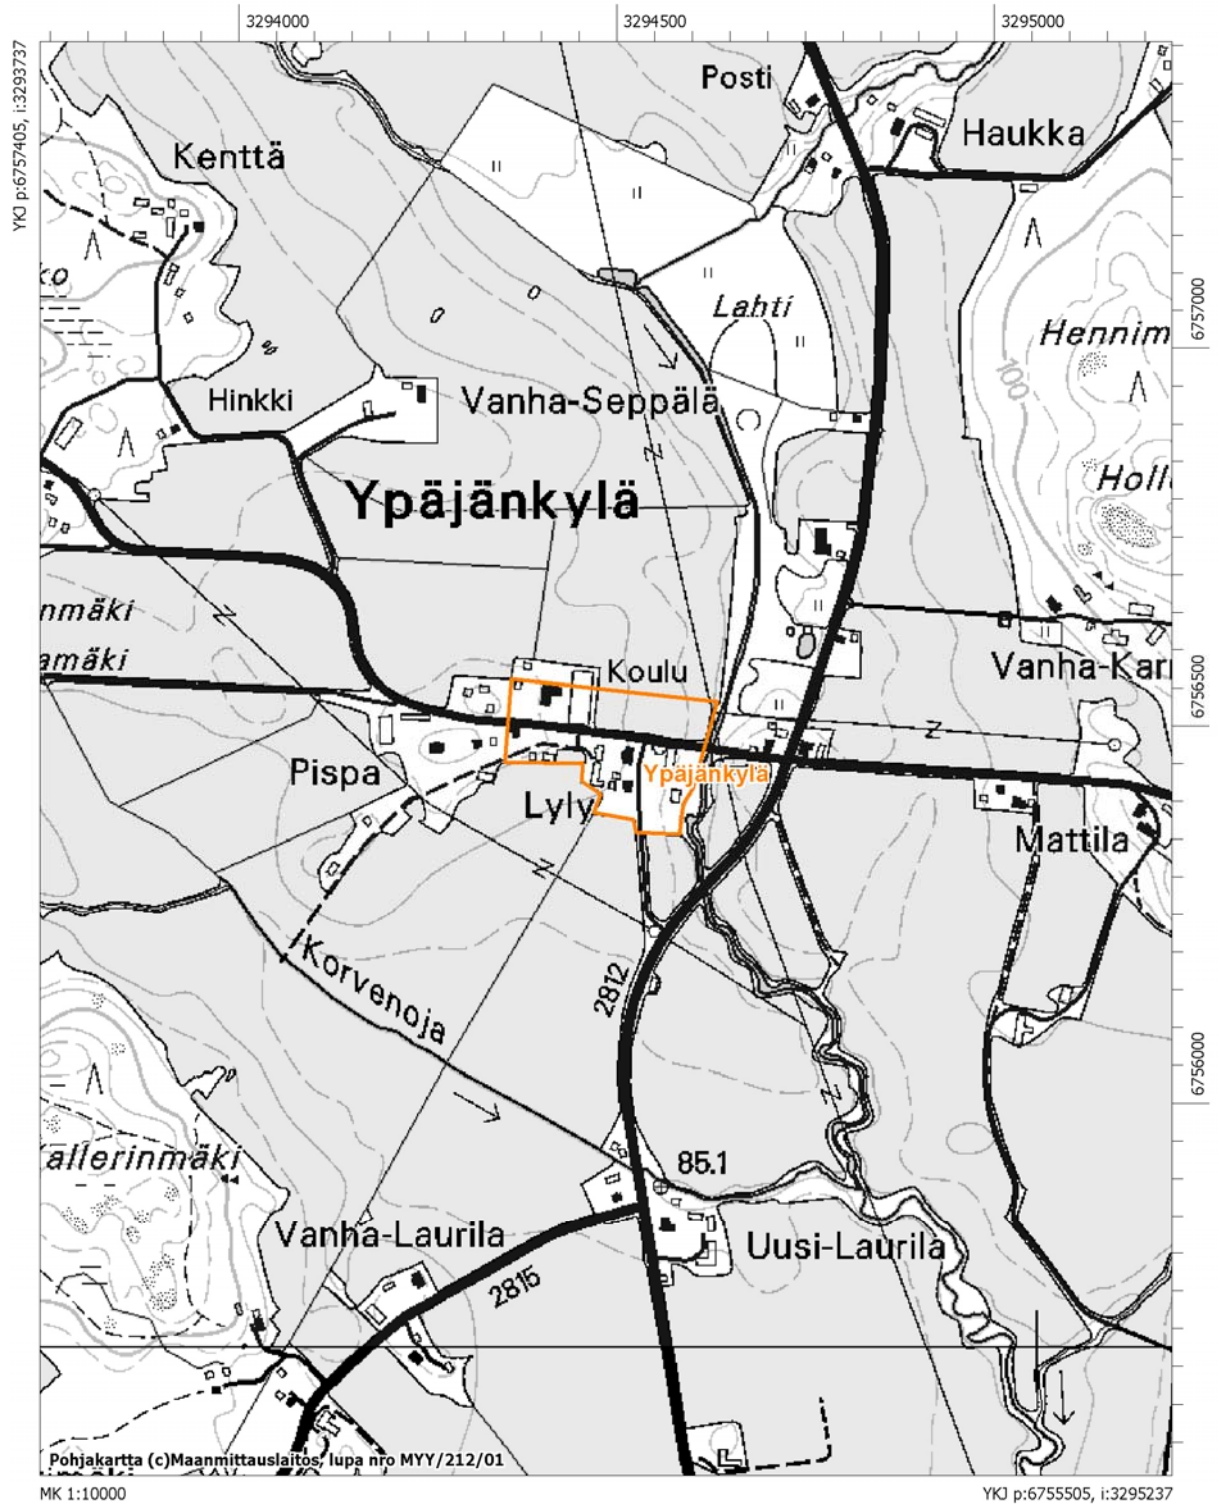 3294000
3294500
3295000
YKJ p:6757405, i:3293737
Posti
Haukka
Kenttä
Lahti
6757000
Hennim
100
Hinkki
Vanha-Seppälä
Holl
Ypäjänkylä
nmäki
amäki
Koulu
Vanha-Kar
6756500
Pispa
Ypäjänkylä
Lyly
Mattila
Korvenoja
2812
6756000
allerinmäki
85.1
Vanha-Laurila
Uusi-Laurila
2815
Pohjakartta (c)Maanmittauslaitos, lupa nro MYY/212/01
MK 1:10000
YKJ p:6755505, i:3295237